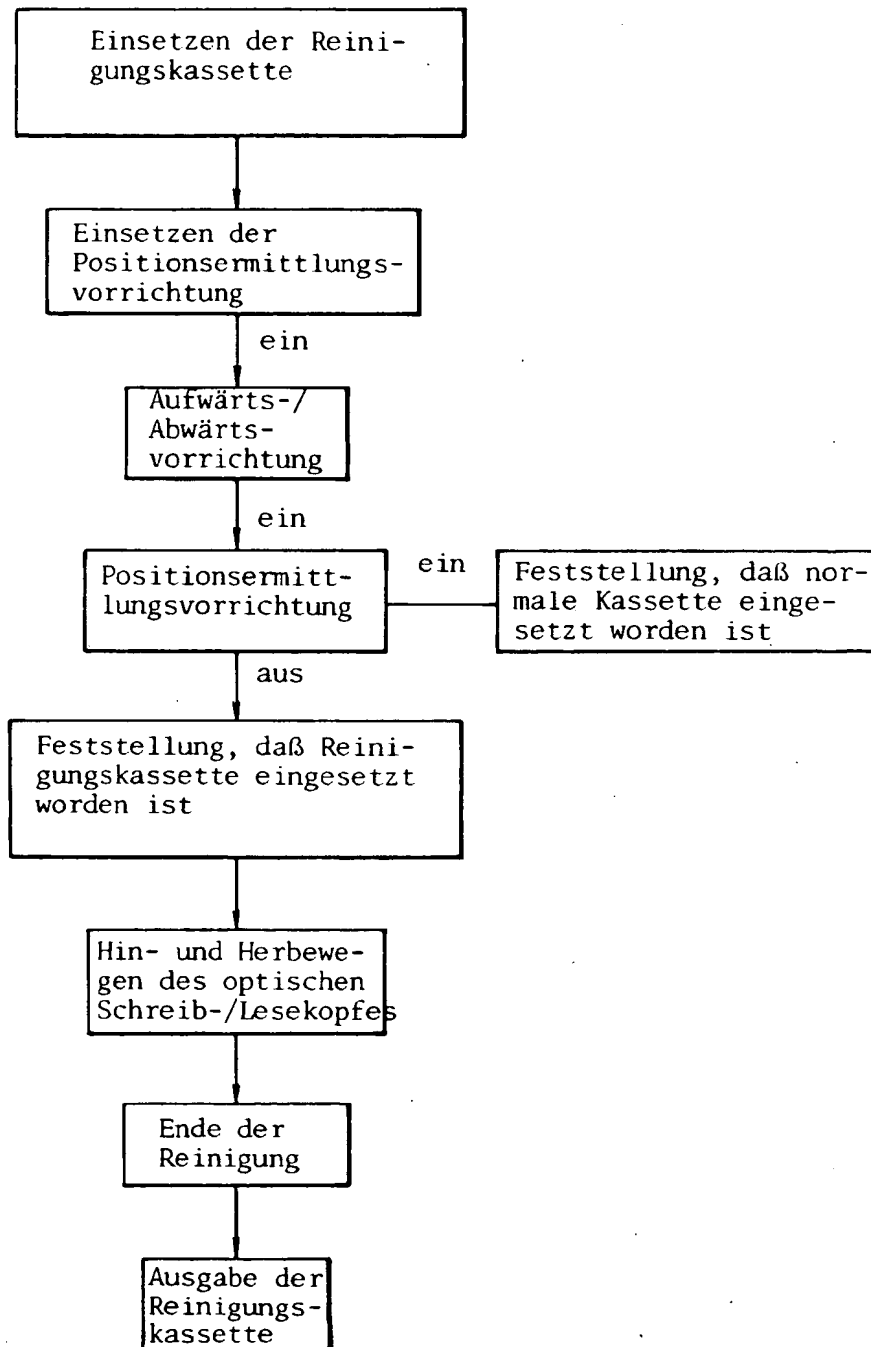 Einsetzen der Reini-
gungskassette
Einsetzen der
Positionsermittlungs-
vorrichtung
ein
Aufwärts-/
Abwärts-
vorrichtung
ein
Positionsermitt-
lungsvorrichtung
ein
Feststellung, daß nor-
male Kassette einge-
setzt worden ist
aus
Feststellung, daß Reini-
gungskassette eingesetzt
worden ist
Hin- und Herbewe-
gen des optischen
Schreib-/Lesekopfes
Ende der
Reinigung
Ausgabe der
Reinigungs-
kassette